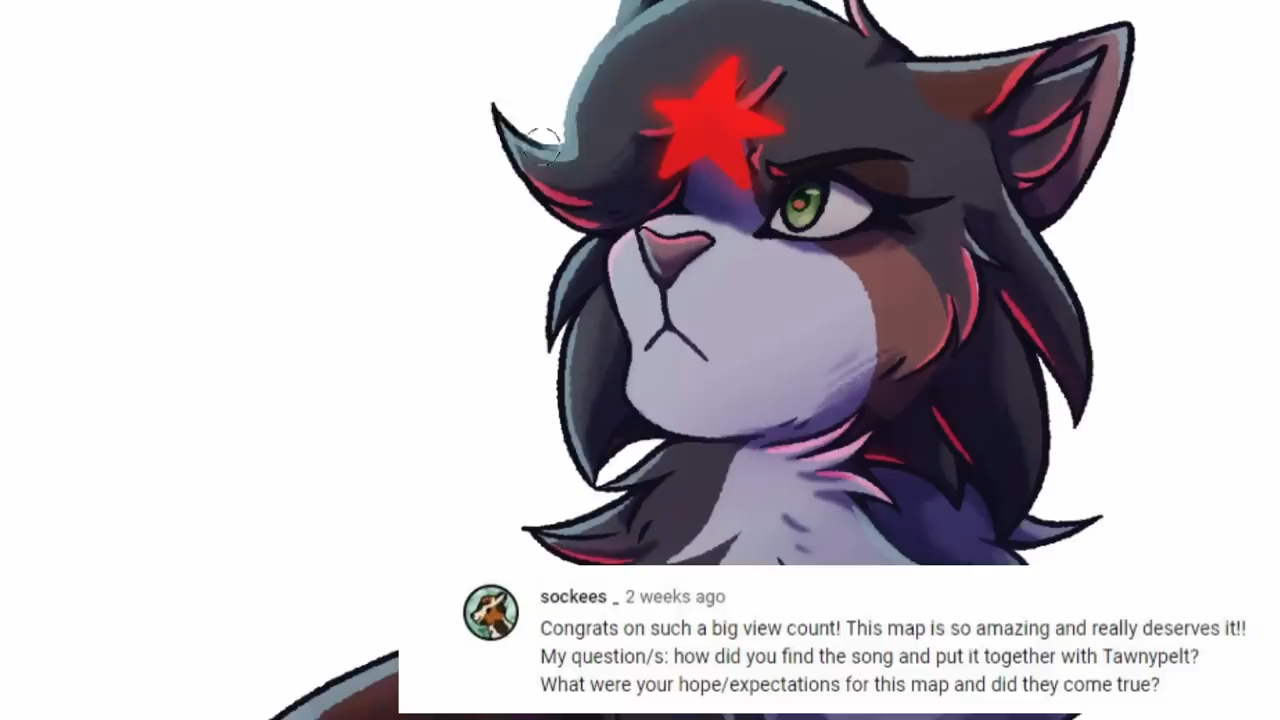 sockees _ 2 weeks ago
Congrats on such a big view count! This map is so amazing and really deserves it!!
My question/s: how did you find the song and put it together with Tawnypelt?
What were your hope/expectations for this map and did they come true?